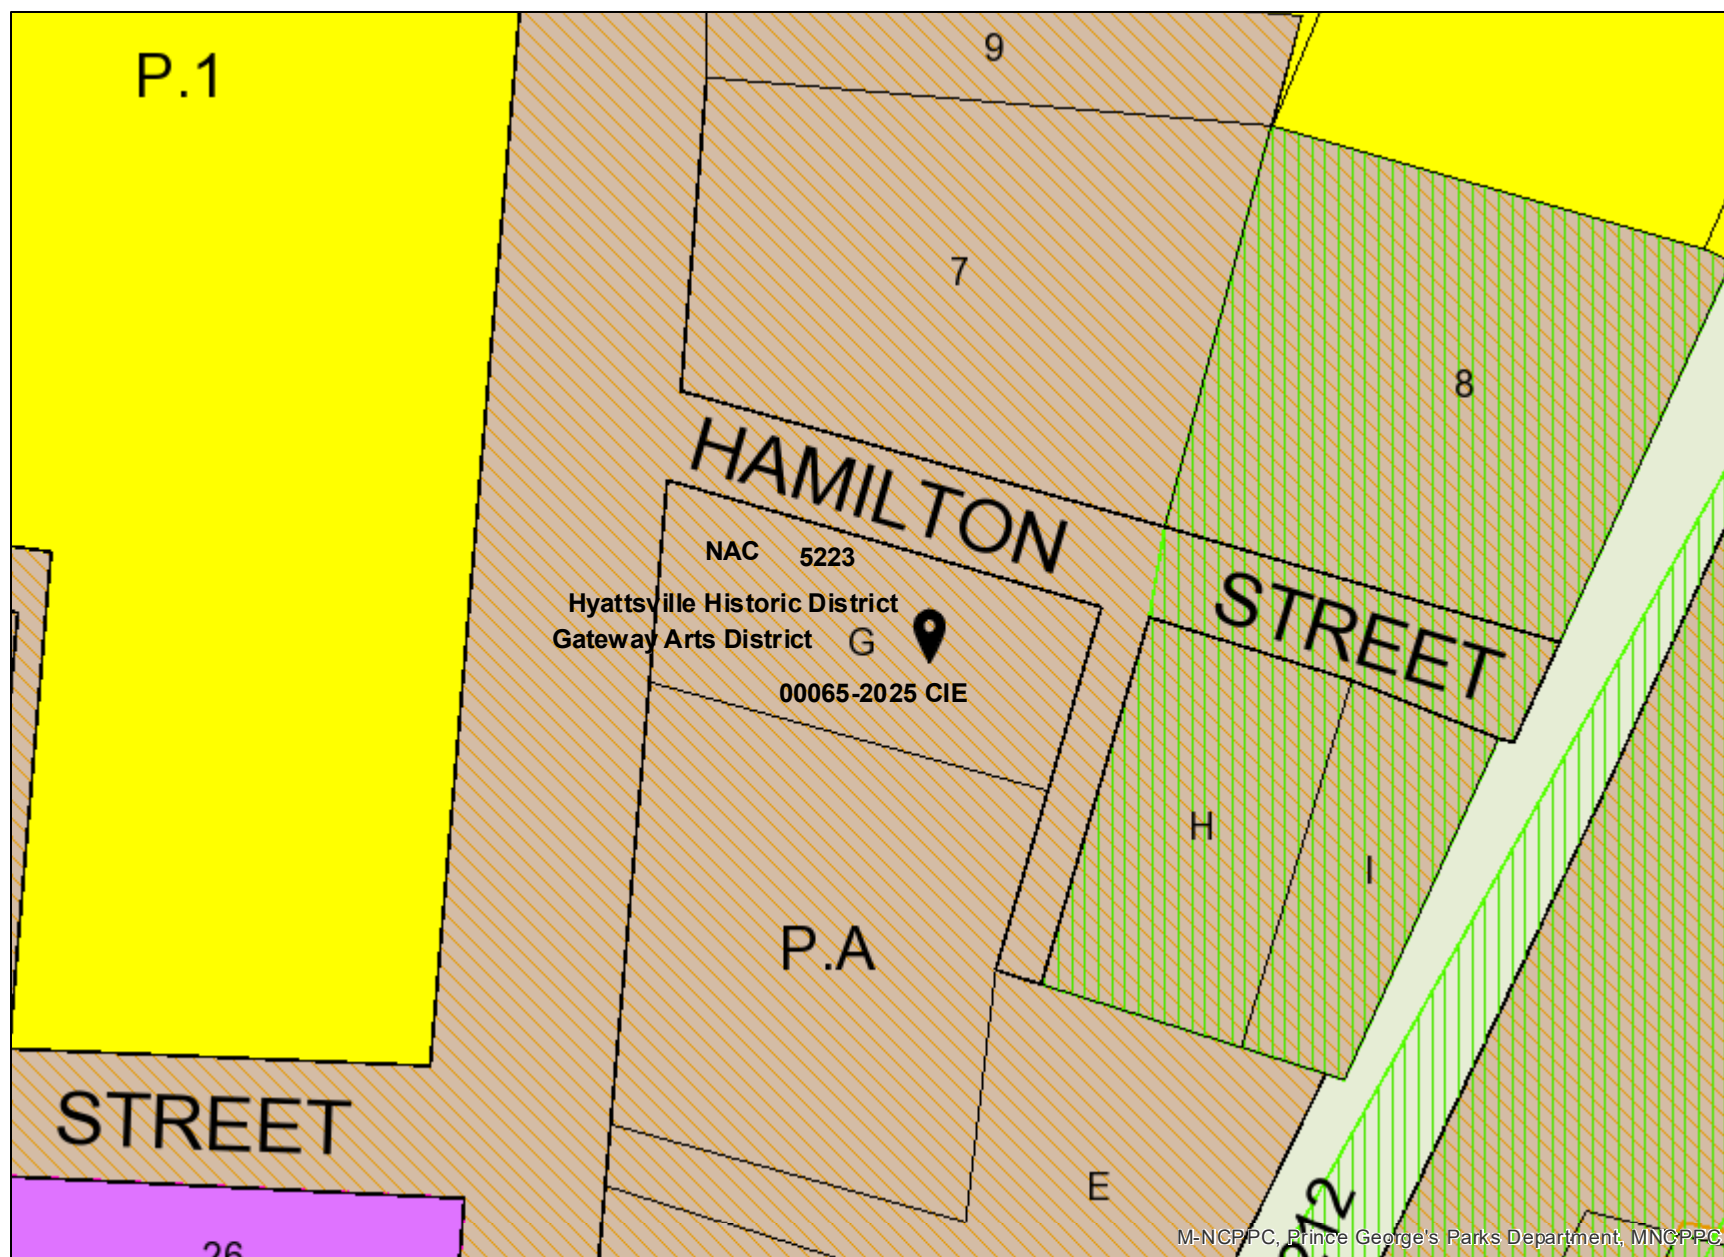 P.1
9
7
8
HAMILTON
STREET
NAC 5223
Hyattsville Historic District
Gateway Arts District
G
00065-2025 CIE
H
I
P.A
STREET
E
26
212
M-NCPPC, Prince George's Parks Department, MNCPPC